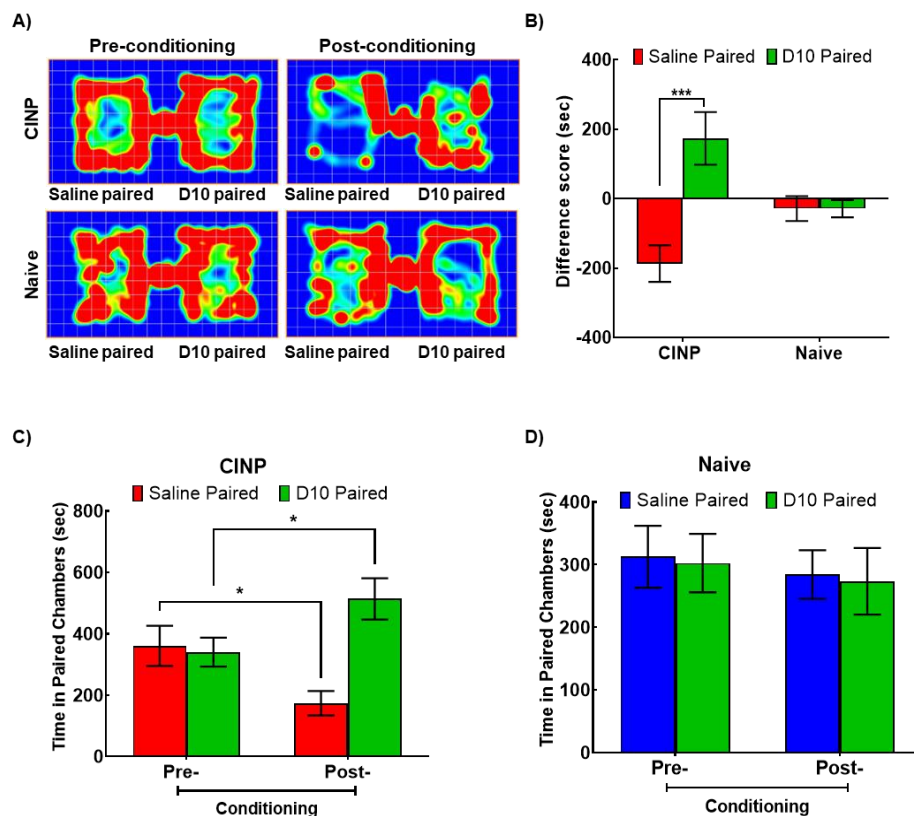 A)
Pre-conditioning Post-conditioning
CINP
Saline paired D10 paired Saline paired D10 paired
Naive
Saline paired D10 paired Saline paired D10 paired
B)
Saline Paired D10 Paired
Difference score (sec)
400
200
0
-200
-400
***
CINP Naive
C)
CINP
Saline Paired D10 Paired
Time in Paired Chambers (sec)
800
600
400
200
0
*
*
Pre- Post-
Conditioning
D)
Naive
Saline Paired D10 Paired
Time in Paired Chambers (sec)
400
300
200
100
0
Pre- Post-
Conditioning